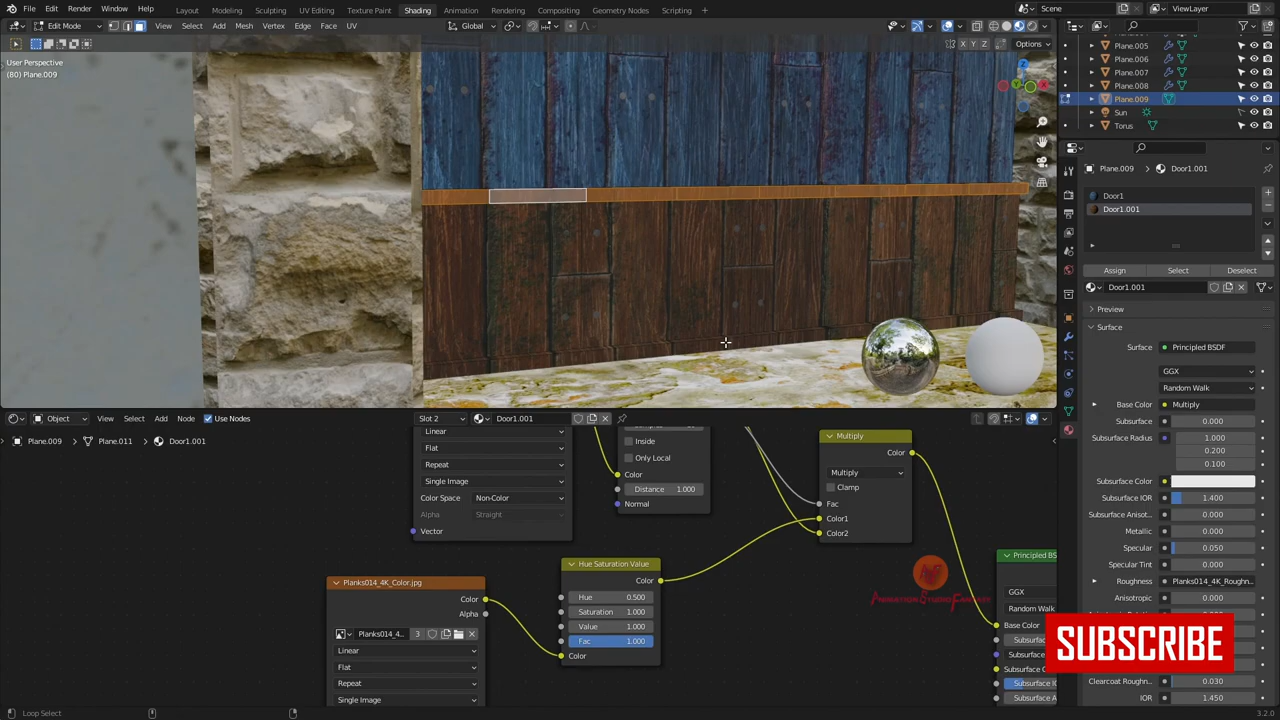 File Edit Render Window Help
Layout Modeling Sculpting UV Editing Texture Paint Shading Animation Rendering Compositing Geometry Nodes Scripting
Scene ViewLayer
Edit Mode View Select Add Mesh Vertex Edge Face UV
Global
Options
X Y Z
User Perspective
(80) Plane.009
Plane.005
Plane.006
Plane.007
Plane.008
Plane.009
Sun
Torus
Plane.009 Door1.001
Door1
Door1.001
Assign Select Deselect
Door1.001
Preview
Surface
Surface Principled BSDF
GGX
Random Walk
Base Color Multiply
Subsurface 0.000
Subsurface Radius 1.000
0.200
0.100
Subsurface Color
Subsurface IOR 1.400
Subsurface Anisot... 0.000
Metallic 0.000
Specular 0.050
Specular Tint 0.000
Roughness Planks014_4K_Roughn...
Anisotropic 0.000
Clearcoat Roughn... 0.030
IOR 1.450
Object View Select Add Node Use Nodes
Slot 2 Door1.001
Plane.009 Plane.011 Door1.001
Linear
Flat
Repeat
Single Image
Color Space Non-Color
Alpha Straight
Vector
Inside
Only Local
Color
Distance 1.000
Normal
Multiply
Color
Multiply
Clamp
Fac
Color1
Color2
Hue Saturation Value
Color
Hue 0.500
Saturation 1.000
Value 1.000
Fac 1.000
Color
Planks014_4K_Color.jpg
Color
Alpha
Planks014_4... 3
Linear
Flat
Repeat
Single Image
Principled BS
GGX
Random Walk
Base Color
Subsurface Color
SUBSCRIBE
Loop Select
3.2.0